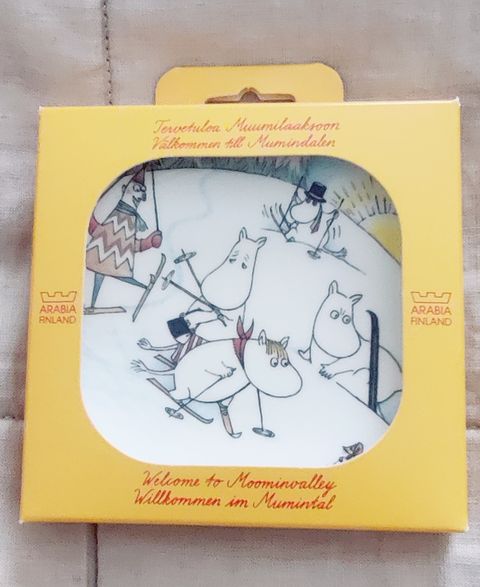 Tervetuloa Muumilaaksoon
Välkommen till Mumindalen
ARABIA
FINLAND
ARABIA
FINLAND
Welcome to Moominvalley
Willkommen im Mumintal